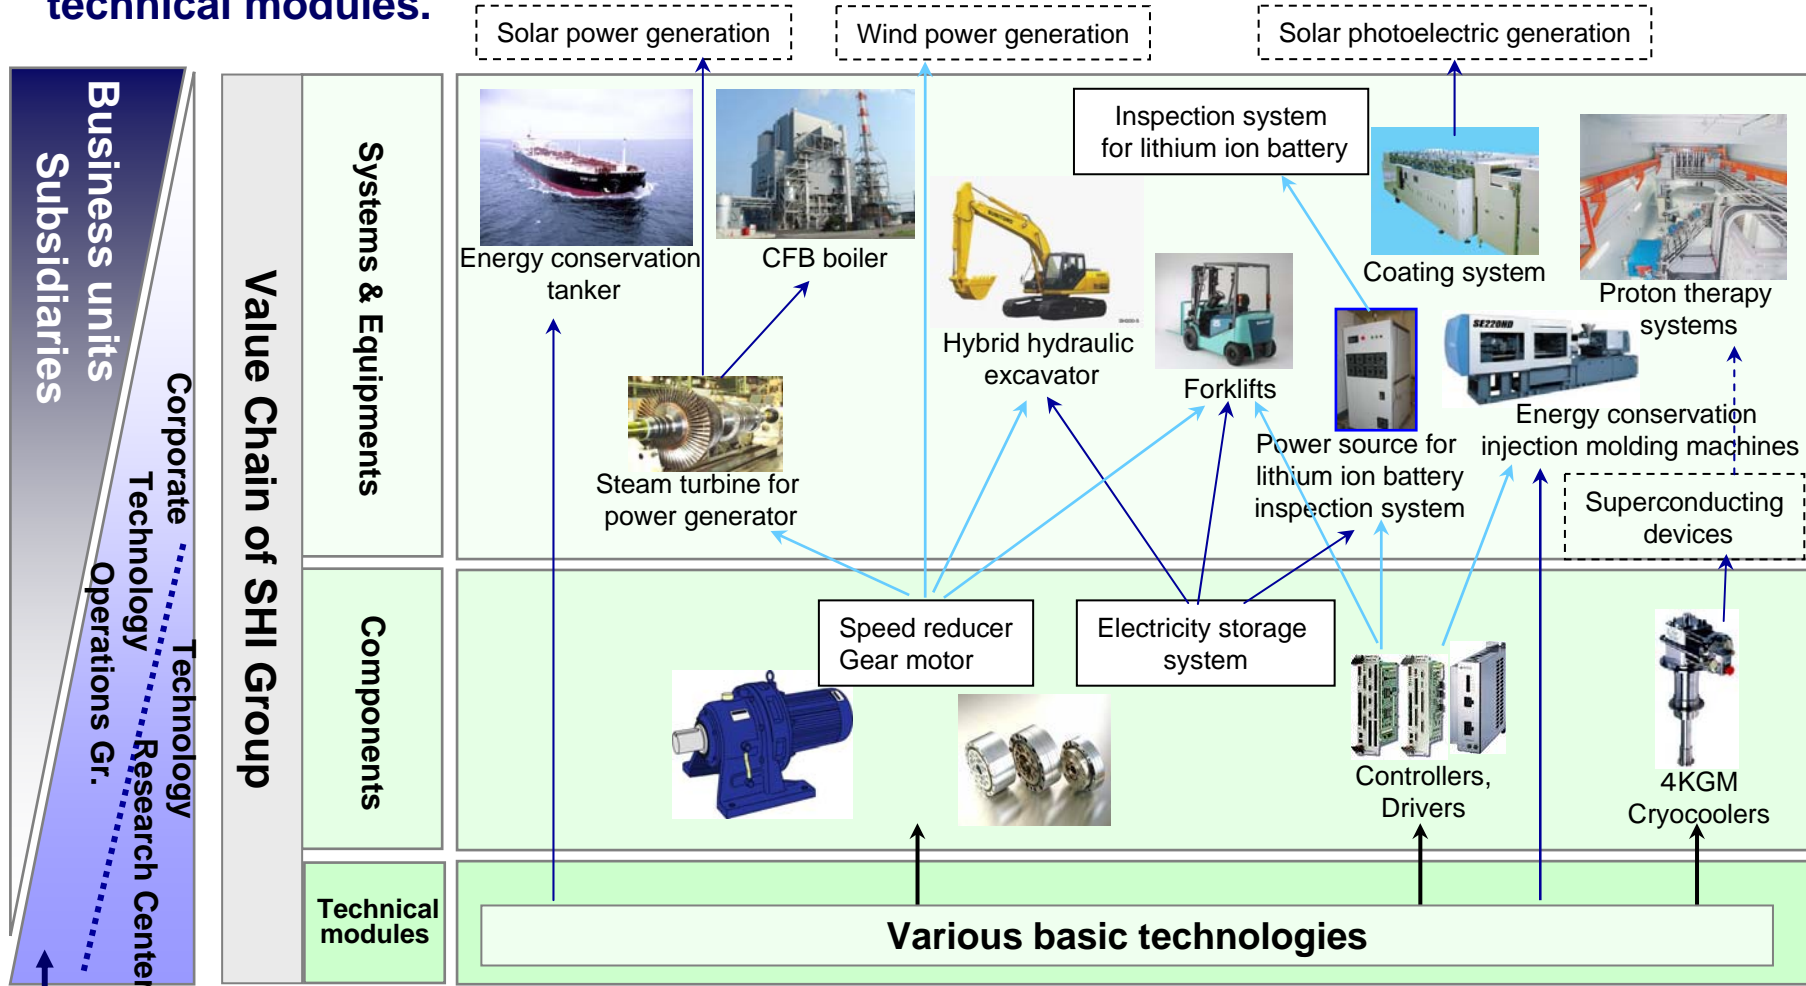 technical modules.
Solar power generation
Wind power generation
Solar photoelectric generation
Business units
Subsidiaries
Corporate
Technology
Operations Gr.
Technology
Research Center
Value Chain of SHI Group
Systems & Equipments
Components
Technical
modules
Energy conservation
tanker
CFB boiler
Inspection system
for lithium ion battery
Coating system
Proton therapy
systems
Hybrid hydraulic
excavator
Forklifts
SE220HD
Energy conservation
injection molding machines
Power source for
lithium ion battery
inspection system
Steam turbine for
power generator
Superconducting
devices
Speed reducer
Gear motor
Electricity storage
system
Controllers,
Drivers
4KGM
Cryocoolers
Various basic technologies